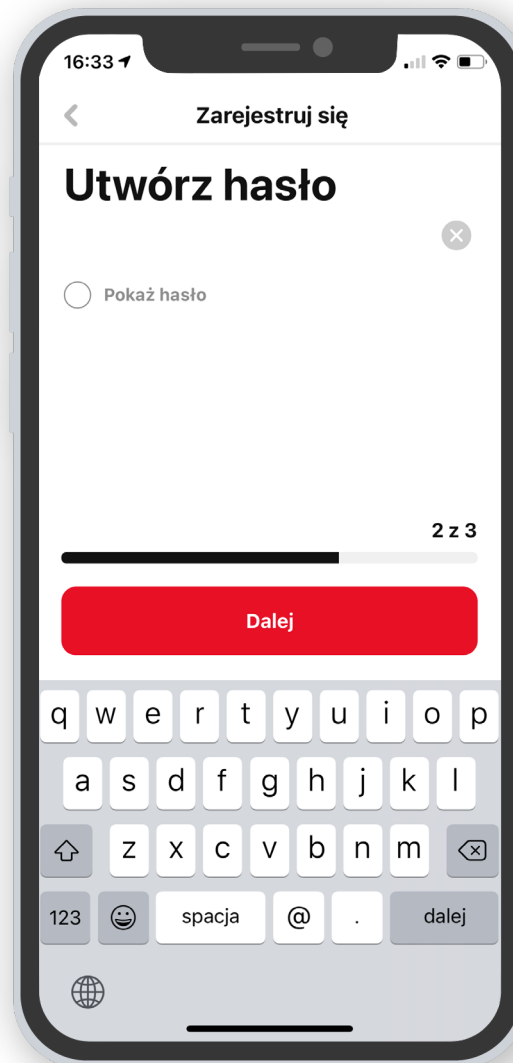 16:33
Zarejestruj się
Utwórz hasło
Pokaż hasło
2 z 3
Dalej
q w e r t y u i o p
a s d f g h j k l
z x c v b n m
123 spacja @ . dalej